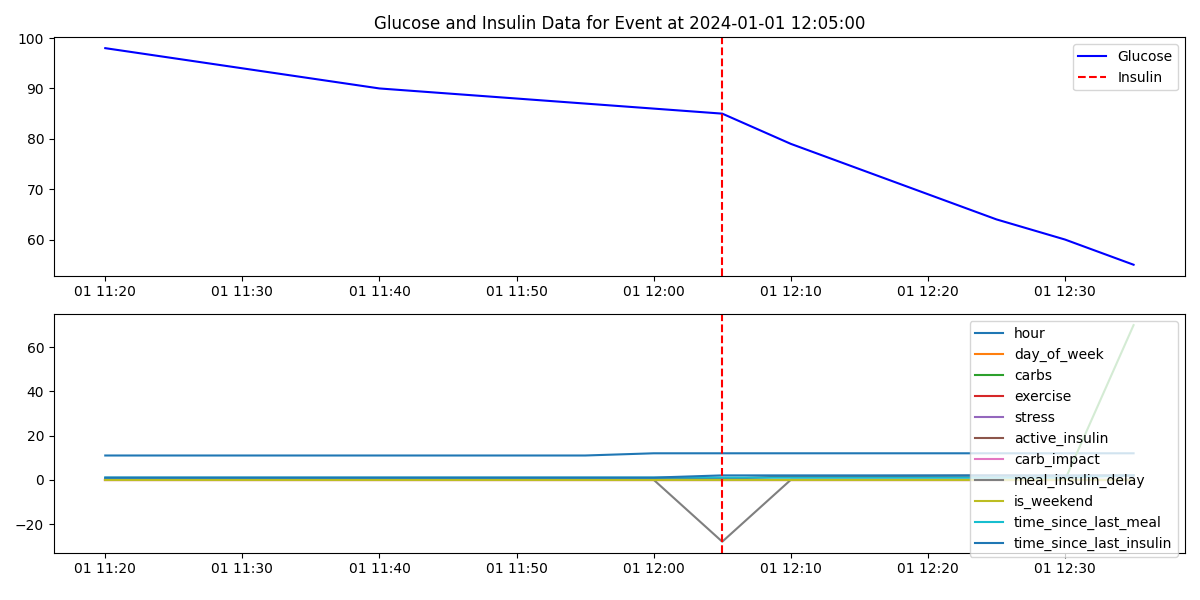 Glucose and Insulin Data for Event at 2024-01-01 12:05:00
100
90
80
70
60
Glucose
Insulin
01 11:20 01 11:30 01 11:40 01 11:50 01 12:00 01 12:10 01 12:20 01 12:30
60
40
20
0
−20
hour
day_of_week
carbs
exercise
stress
active_insulin
carb_impact
meal_insulin_delay
is_weekend
time_since_last_meal
time_since_last_insulin
01 11:20 01 11:30 01 11:40 01 11:50 01 12:00 01 12:10 01 12:20 01 12:30